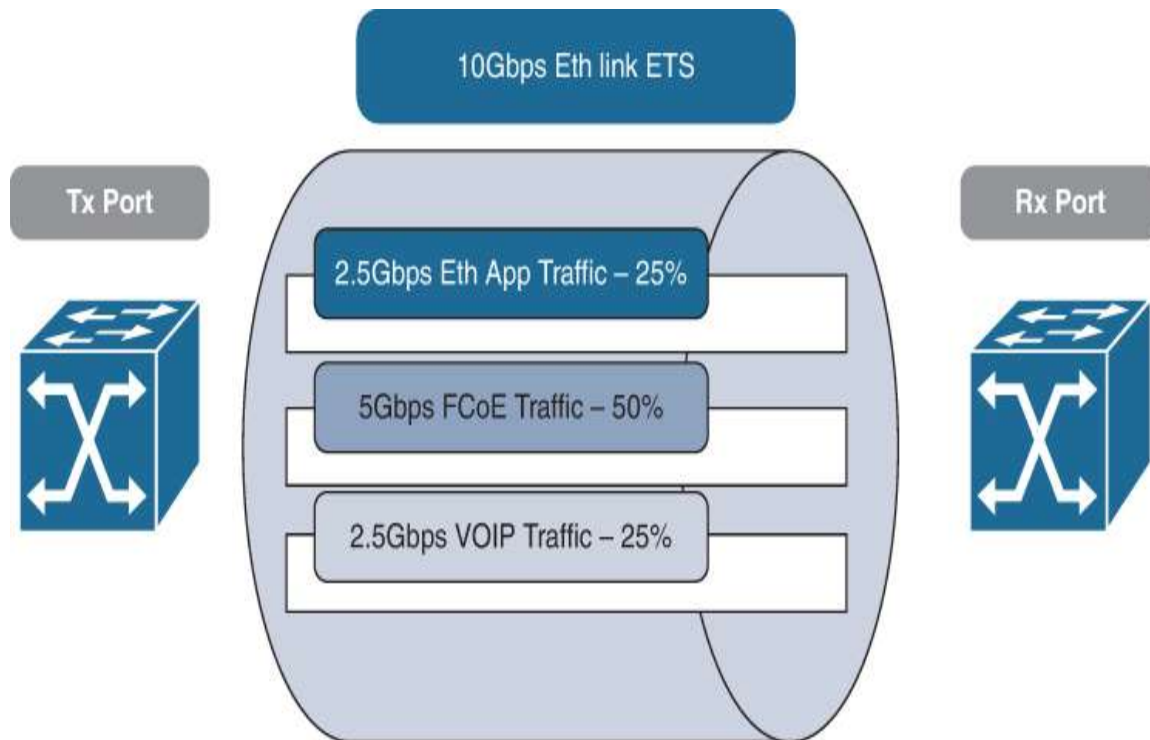 10Gbps Eth link ETS
Tx Port
Rx Port
2.5Gbps Eth App Traffic – 25%
5Gbps FCoE Traffic – 50%
2.5Gbps VOIP Traffic – 25%